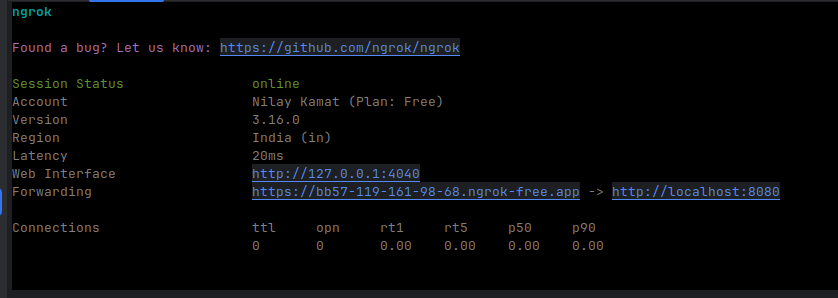 ngrok
Found a bug? Let us know: https://github.com/ngrok/ngrok
Session Status online
Account Nilay Kamat (Plan: Free)
Version 3.16.0
Region India (in)
Latency 20ms
Web Interface http://127.0.0.1:4040
Forwarding https://bb57-119-161-98-68.ngrok-free.app -> http://localhost:8080
Connections ttl opn rt1 rt5 p50 p90
0 0 0.00 0.00 0.00 0.00